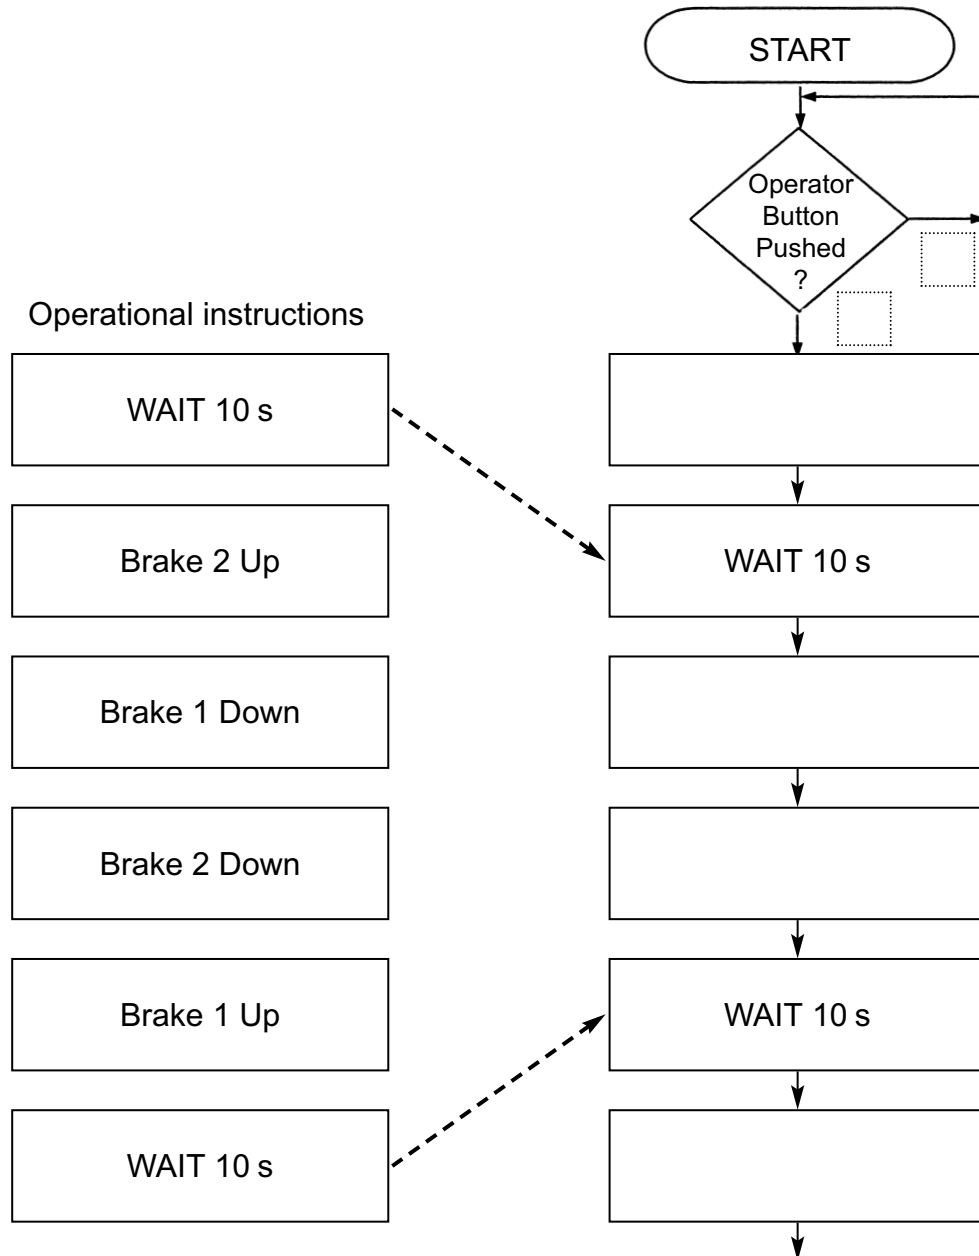 START
Operator
Button
Pushed
?
Operational instructions
WAIT 10 s
Brake 2 Up
WAIT 10 s
Brake 1 Down
Brake 2 Down
Brake 1 Up
WAIT 10 s
WAIT 10 s